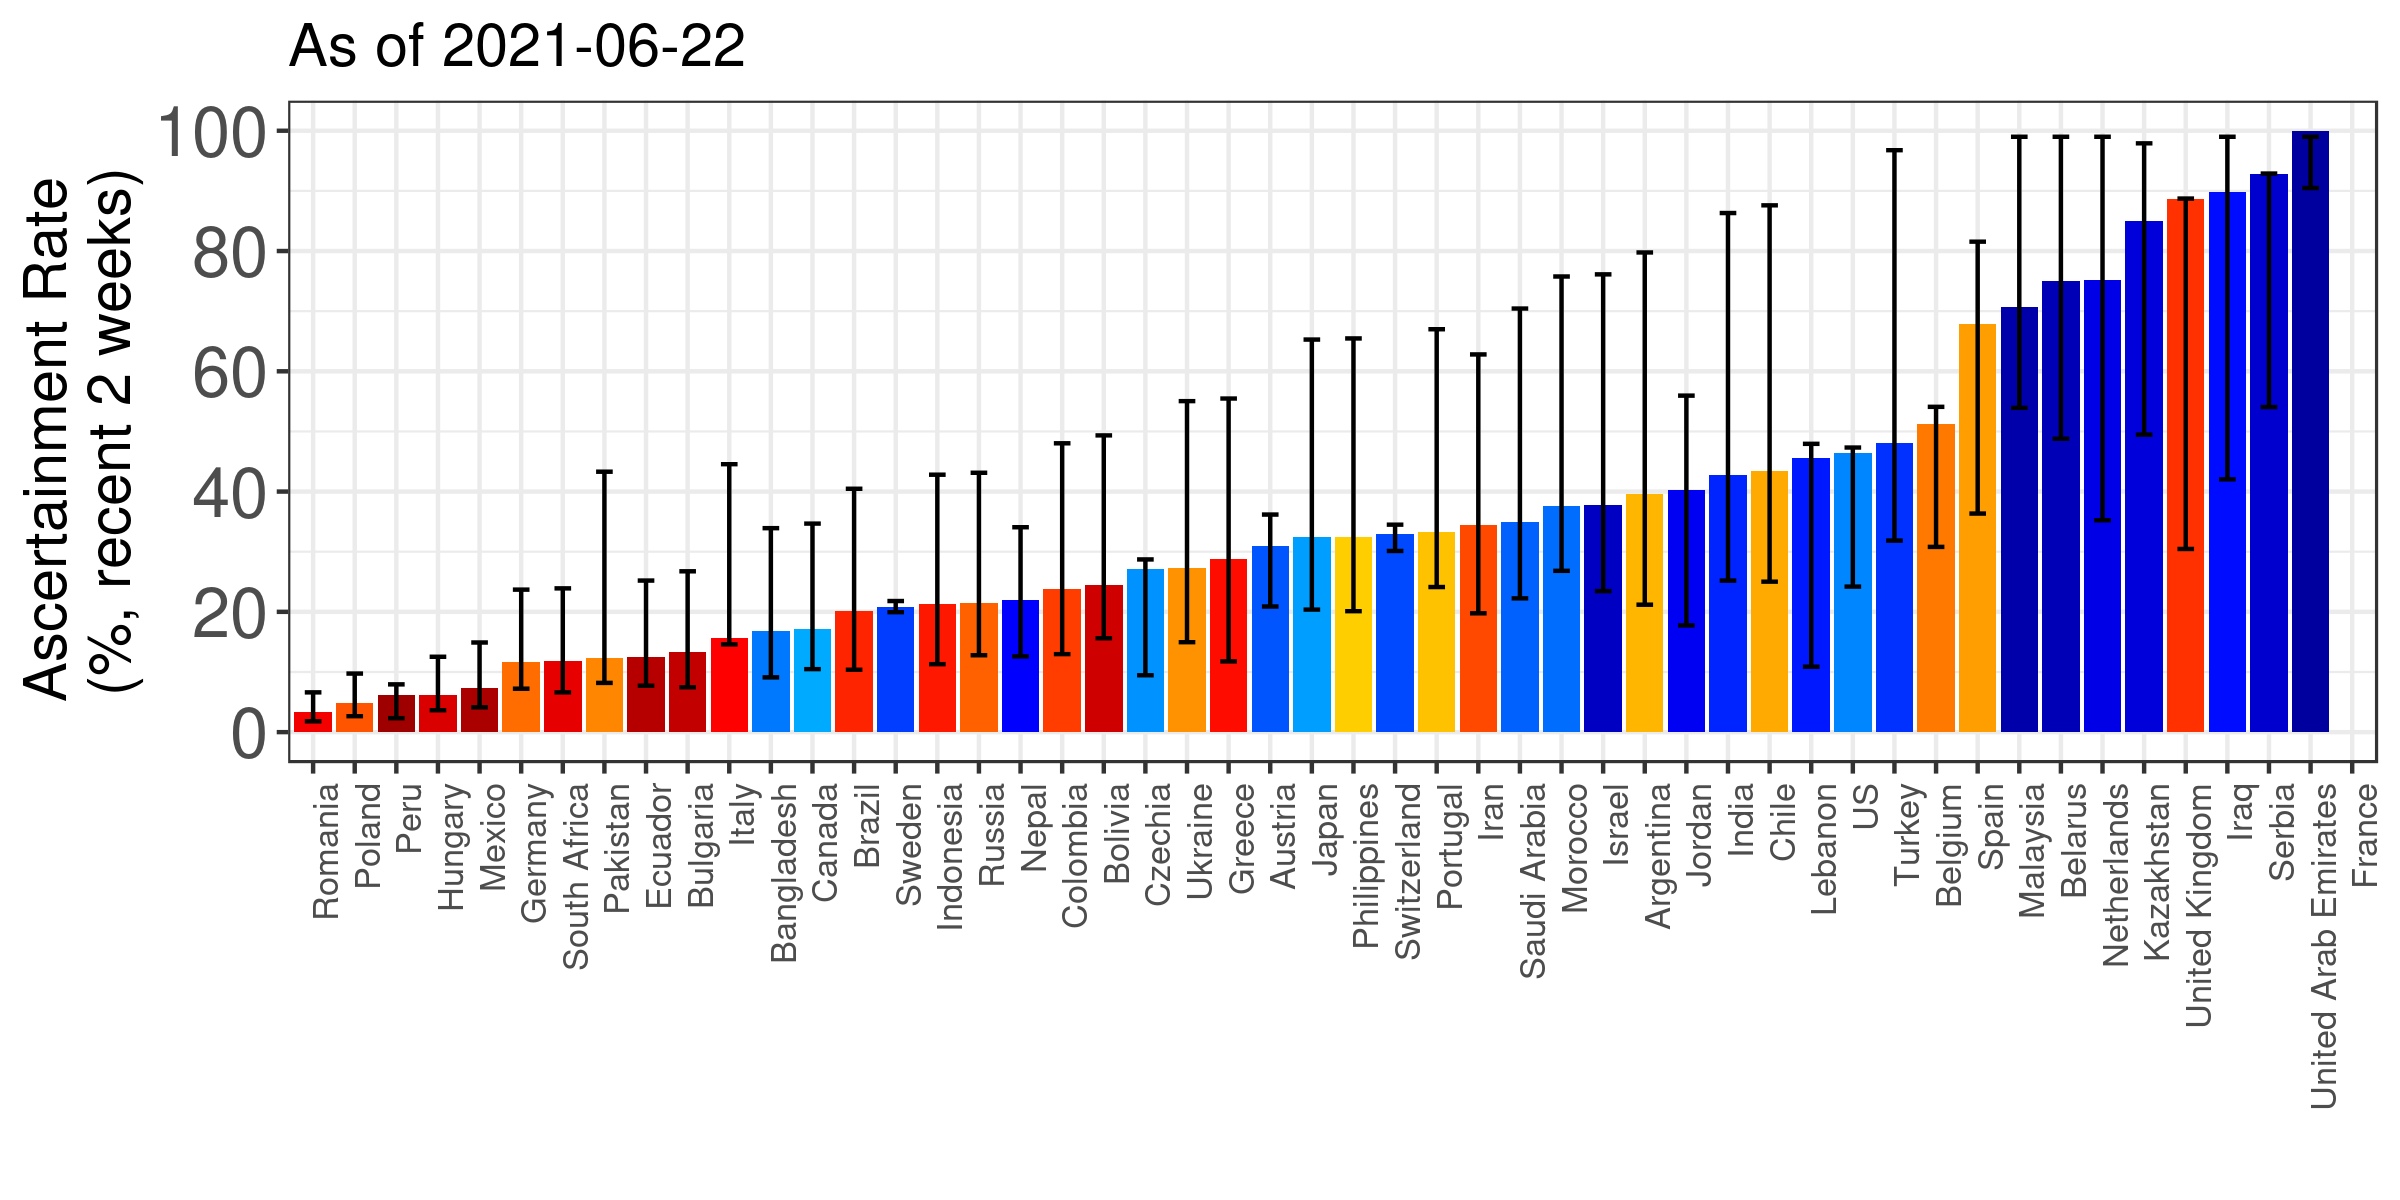 As of 2021-06-22
Ascertainment Rate
(%, recent 2 weeks)
100
80
60
40
20
0
Romania
Poland
Peru
Hungary
Mexico
Germany
South Africa
Pakistan
Ecuador
Bulgaria
Italy
Bangladesh
Canada
Brazil
Sweden
Indonesia
Russia
Nepal
Colombia
Bolivia
Czechia
Ukraine
Greece
Austria
Japan
Philippines
Switzerland
Portugal
Iran
Saudi Arabia
Morocco
Israel
Argentina
Jordan
India
Chile
Lebanon
US
Turkey
Belgium
Spain
Malaysia
Belarus
Netherlands
Kazakhstan
United Kingdom
Iraq
Serbia
United Arab Emirates
France